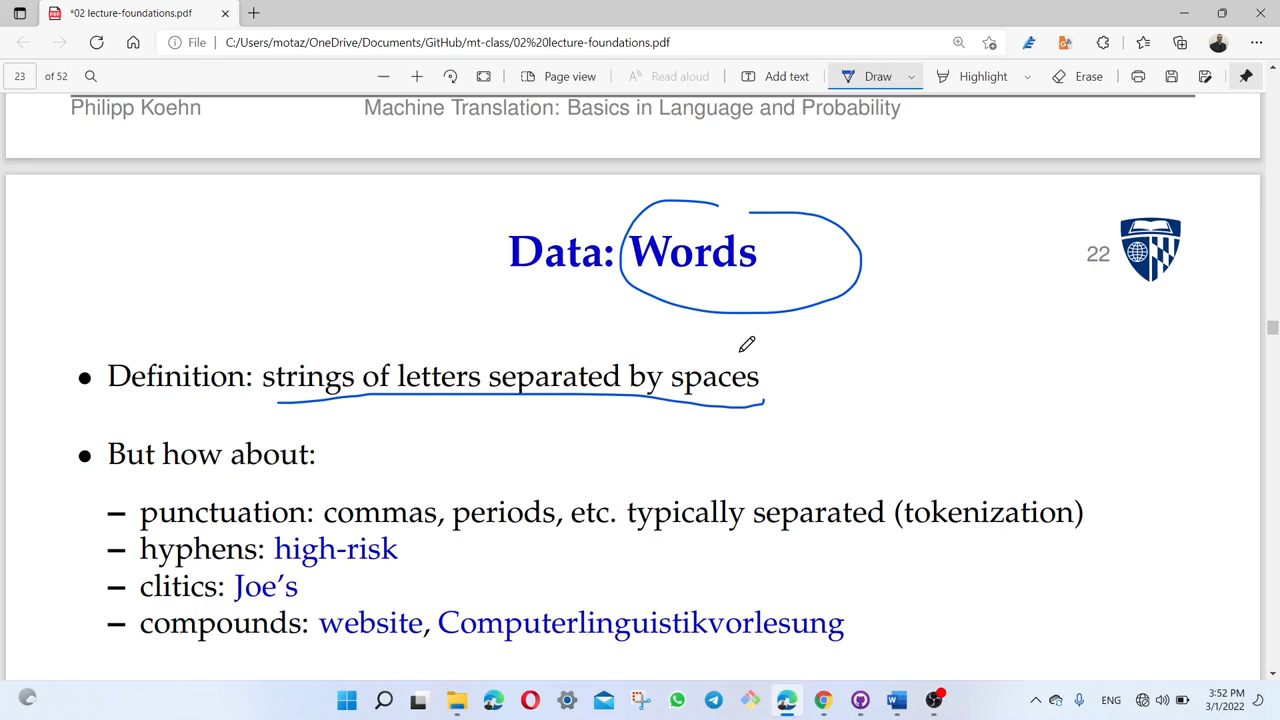 *02 lecture-foundations.pdf
File C:/Users/motaz/OneDrive/Documents/GitHub/mt-class/02%20lecture-foundations.pdf
23 of 52 Page view Read aloud Add text Draw Highlight Erase
Philipp Koehn Machine Translation: Basics in Language and Probability
Data: Words 22
• Definition: strings of letters separated by spaces
• But how about:
– punctuation: commas, periods, etc. typically separated (tokenization)
– hyphens: high-risk
– clitics: Joe's
– compounds: website, Computerlinguistikvorlesung
ENG 3:52 PM
3/1/2022